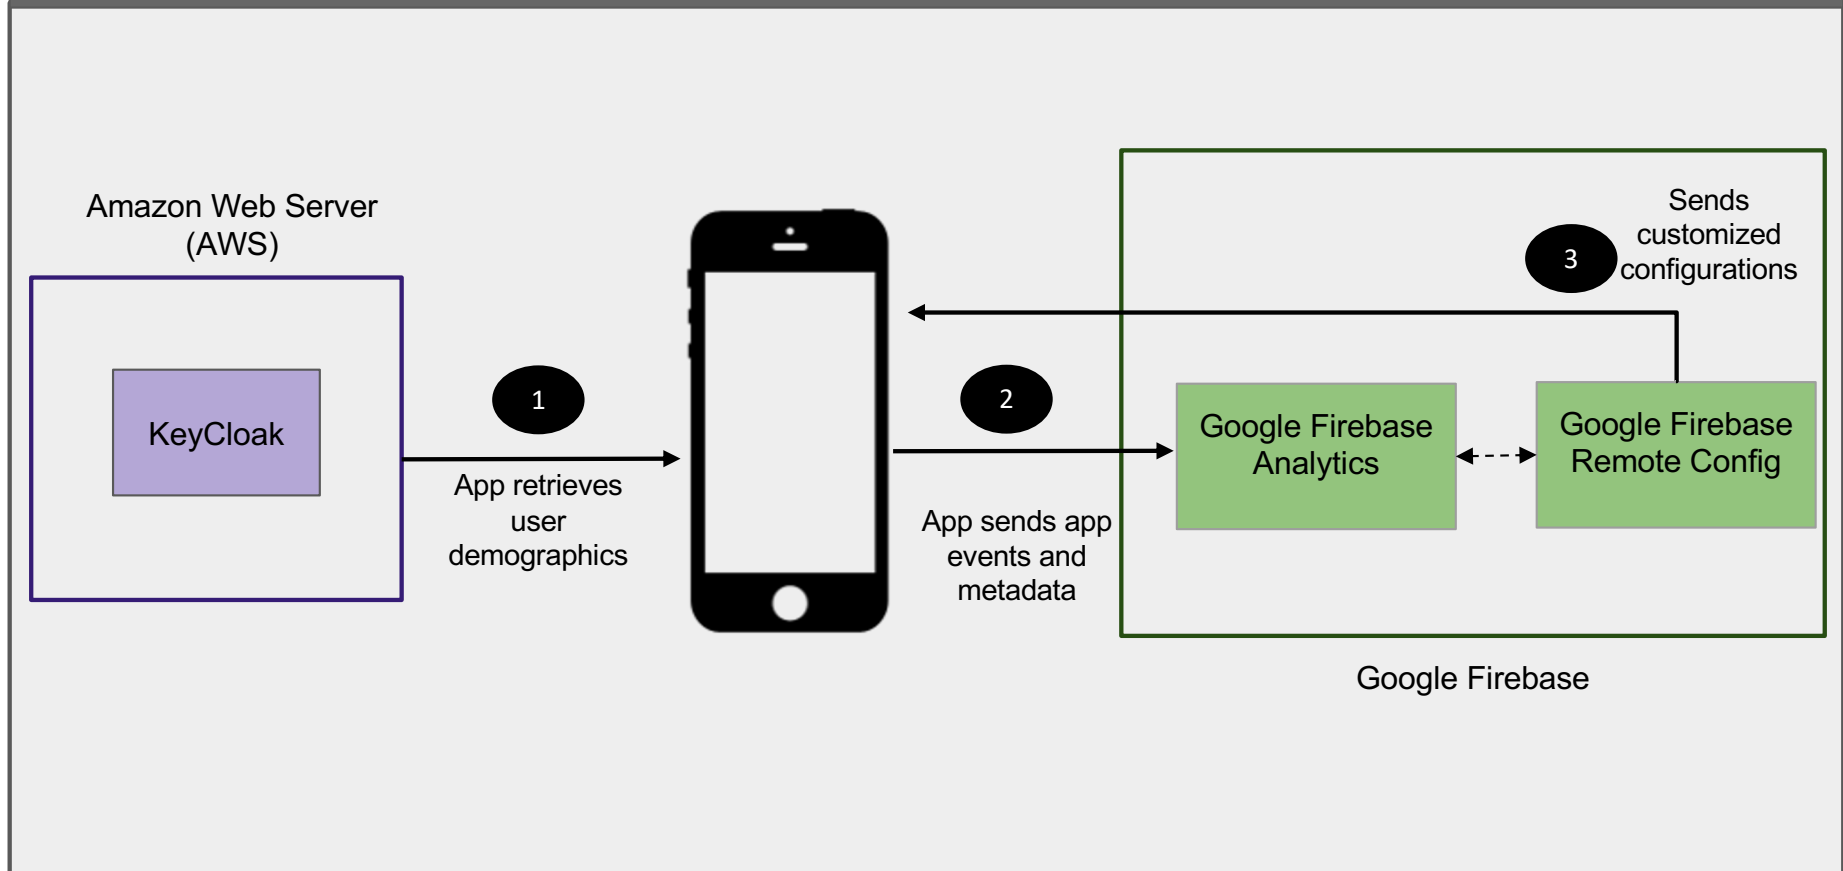 Amazon Web Server
(AWS)
KeyCloak
1
App retrieves
user
demographics
2
App sends app
events and
metadata
3
Sends
customized
configurations
Google Firebase
Analytics
Google Firebase
Remote Config
Google Firebase